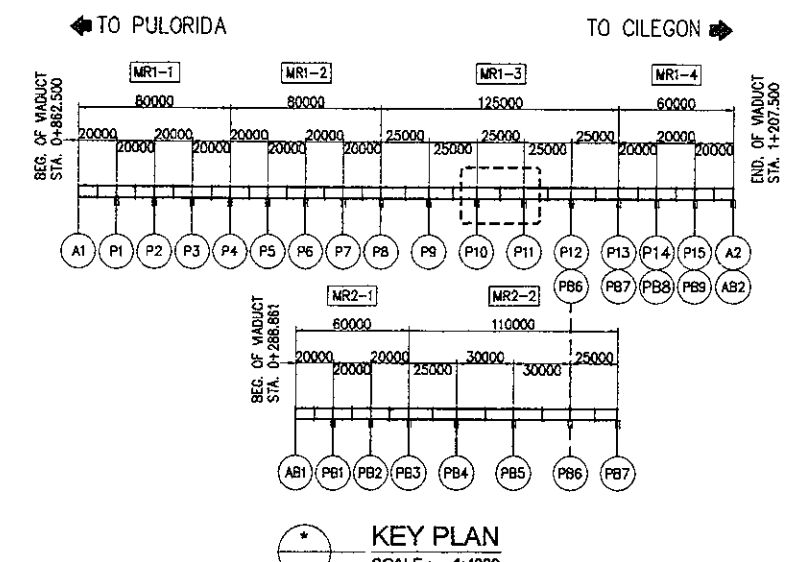 TO PULORIDA
TO CILEGON
MR1-1
MR1-2
MR1-3
MR1-4
BEG. OF VIADUCT
STA. 0+862.500
80000
80000
125000
60000
END. OF VIADUCT
STA. 1+207.500
20000 20000 20000 20000 20000 20000 20000 20000 25000 25000 25000 25000 25000 20000 20000 20000
A1 P1 P2 P3 P4 P5 P6 P7 P8 P9 P10 P11 P12 P13 P14 P15 A2
PB6 PB7 PB8 PB9 AB2
MR2-1
MR2-2
BEG. OF VIADUCT
STA. 0+286.861
60000
110000
20000 20000 20000 25000 30000 30000 25000
AB1 PB1 PB2 PB3 PB4 PB5 PB6 PB7
*
KEY PLAN